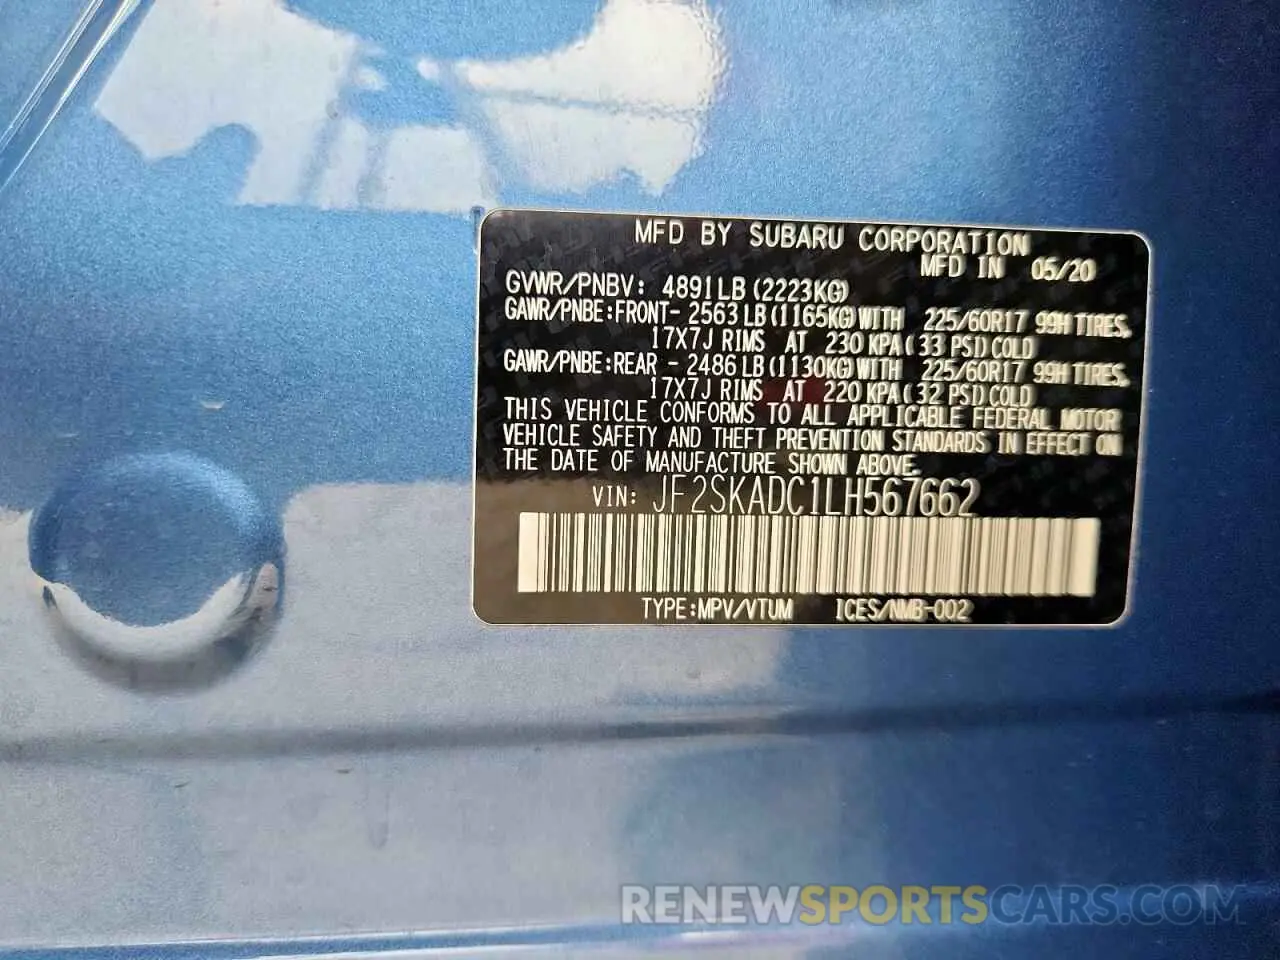 MFD BY SUBARU CORPORATION
MFD IN 05/20
GVWR/PNBV: 4891LB (2223KG)
GAWR/PNBE:FRONT- 2563 LB (1165KG) WITH 225/60R17 99H TIRES,
17X7J RIMS AT 230 KPA ( 33 PSI) COLD
GAWR/PNBE:REAR - 2486 LB (1130KG) WITH 225/60R17 99H TIRES,
17X7J RIMS AT 220 KPA ( 32 PSI) COLD
THIS VEHICLE CONFORMS TO ALL APPLICABLE FEDERAL MOTOR
VEHICLE SAFETY AND THEFT PREVENTION STANDARDS IN EFFECT ON
THE DATE OF MANUFACTURE SHOWN ABOVE.
VIN: JF2SKADC1LH567662
TYPE:MPV/VTUM ICES/NMB-002
RENEWSPORTSCARS.COM